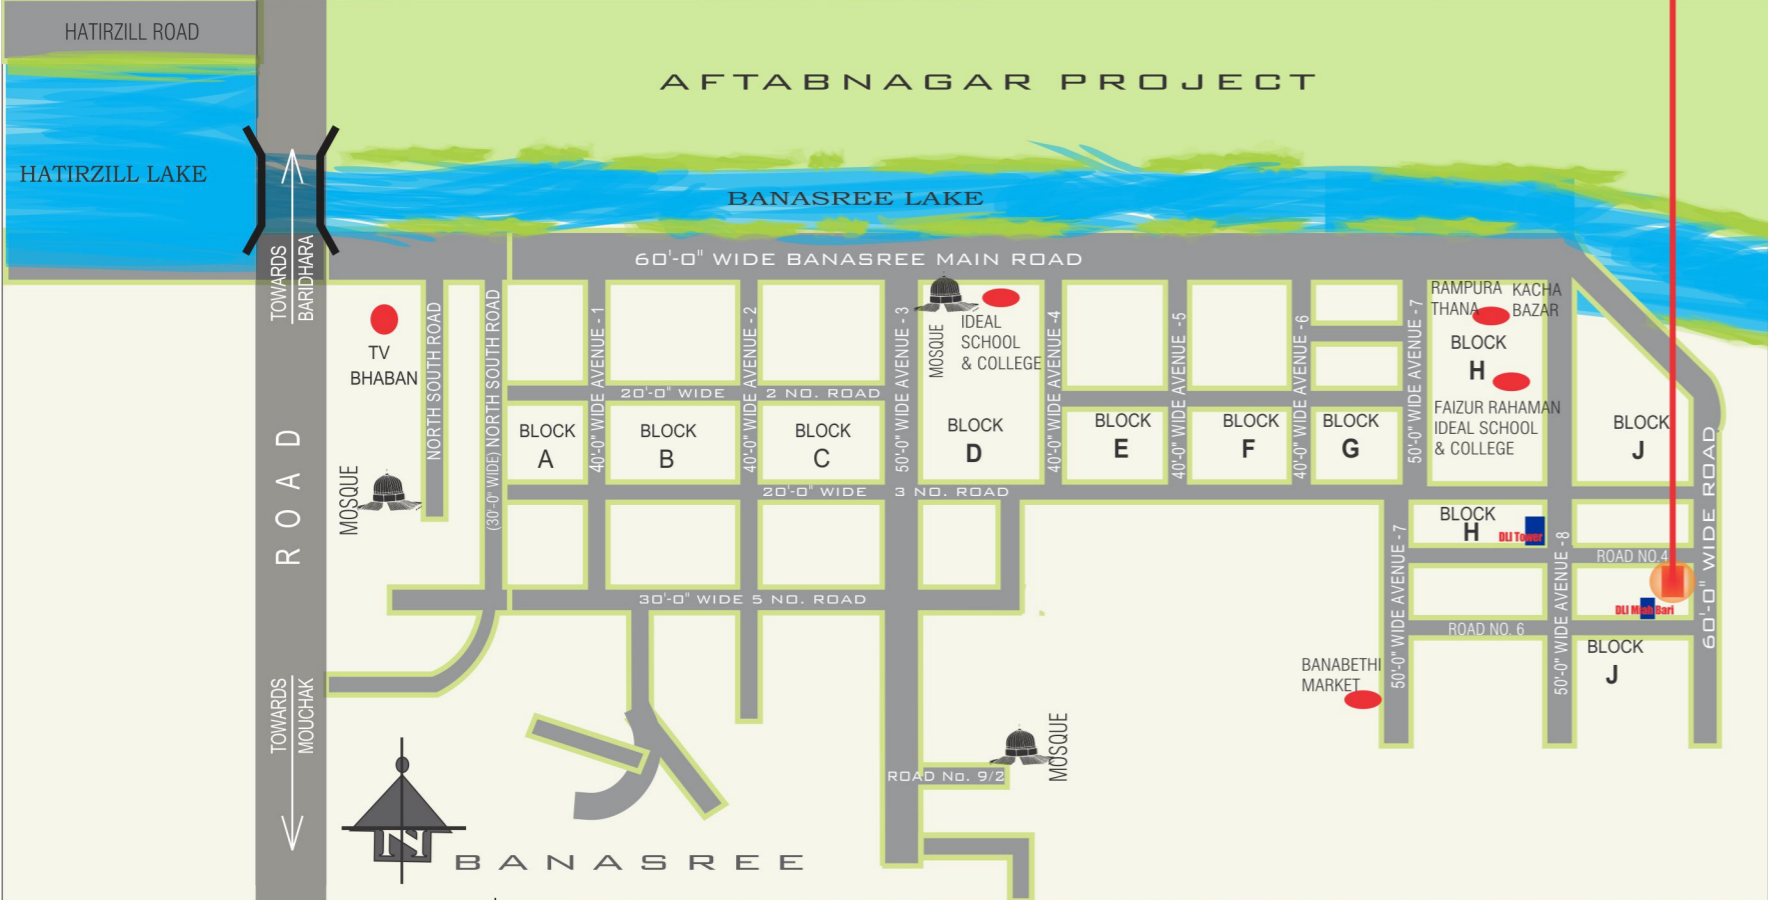 HATIRZILL ROAD
AFTABNAGAR PROJECT
HATIRZILL LAKE
BANASREE LAKE
TOWARDS
BARIDHARA
60'-0" WIDE BANASREE MAIN ROAD
TV
BHABAN
NORTH SOUTH ROAD
(30'-0" WIDE) NORTH SOUTH ROAD
40'-0" WIDE AVENUE - 1
40'-0" WIDE AVENUE - 2
50'-0" WIDE AVENUE - 3
MOSQUE
IDEAL
SCHOOL
& COLLEGE
40'-0" WIDE AVENUE -4
40'-0" WIDE AVENUE -5
40'-0" WIDE AVENUE -6
50'-0" WIDE AVENUE -7
RAMPURA
THANA
KACHA
BAZAR
BLOCK
H
FAIZUR RAHAMAN
IDEAL SCHOOL
& COLLEGE
20'-0" WIDE
2 NO. ROAD
BLOCK
A
BLOCK
B
BLOCK
C
BLOCK
D
BLOCK
E
BLOCK
F
BLOCK
G
BLOCK
J
60'-0" WIDE ROAD
ROAD
MOSQUE
20'-0" WIDE
3 NO. ROAD
BLOCK
H
DLI Tower
50'-0" WIDE AVENUE -7
50'-0" WIDE AVENUE -8
ROAD NO.4
DLI Miah Bari
30'-0" WIDE 5 NO. ROAD
ROAD NO. 6
BLOCK
J
BANABETHI
MARKET
TOWARDS
MOUCHAK
MOSQUE
ROAD No. 9/2
N
BANASREE